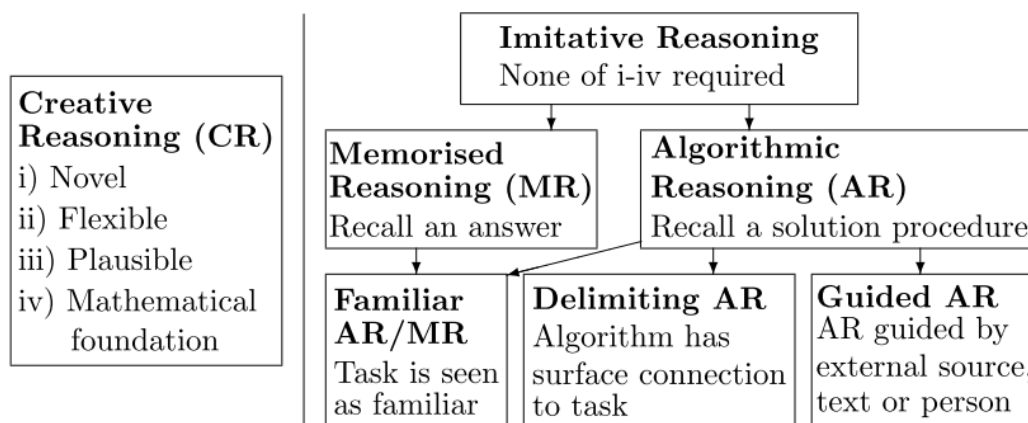 Creative
Reasoning (CR)
i) Novel
ii) Flexible
iii) Plausible
iv) Mathematical
foundation
Imitative Reasoning
None of i-iv required
Memorised
Reasoning (MR)
Recall an answer
Algorithmic
Reasoning (AR)
Recall a solution procedure
Familiar
AR/MR
Task is seen
as familiar
Delimiting AR
Algorithm has
surface connection
to task
Guided AR
AR guided by
external source,
text or person